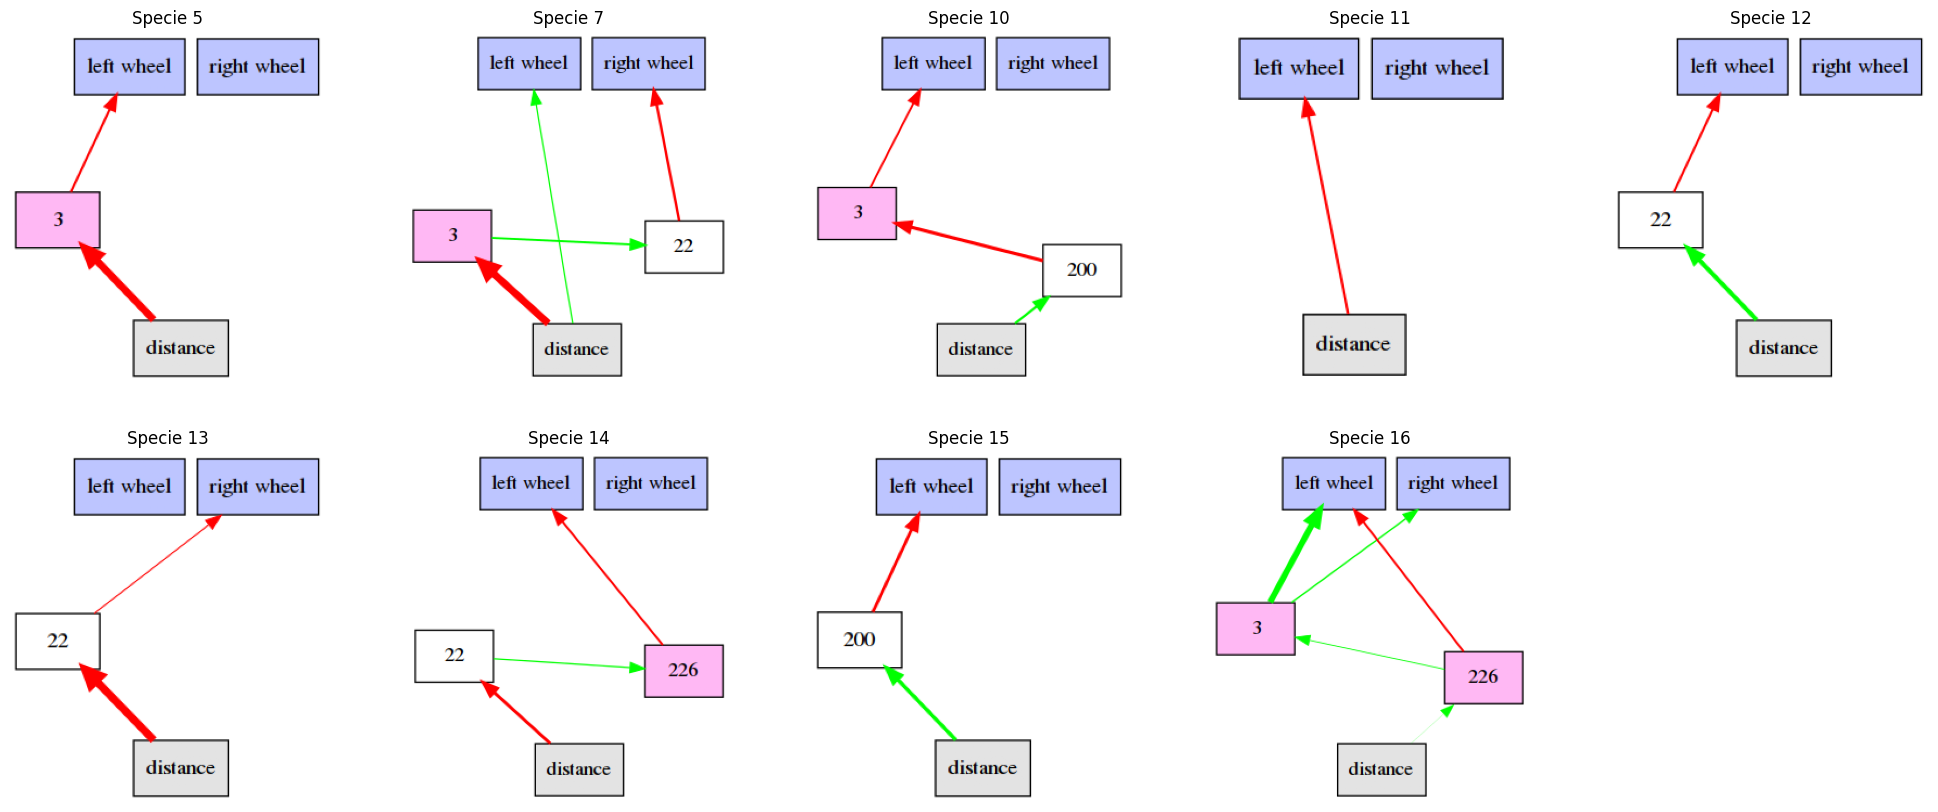 Specie 5
left wheel
right wheel
3
distance
Specie 7
left wheel
right wheel
3
22
distance
Specie 10
left wheel
right wheel
3
200
distance
Specie 11
left wheel
right wheel
distance
Specie 12
left wheel
right wheel
22
distance
Specie 13
left wheel
right wheel
22
distance
Specie 14
left wheel
right wheel
22
226
distance
Specie 15
left wheel
right wheel
200
distance
Specie 16
left wheel
right wheel
3
226
distance